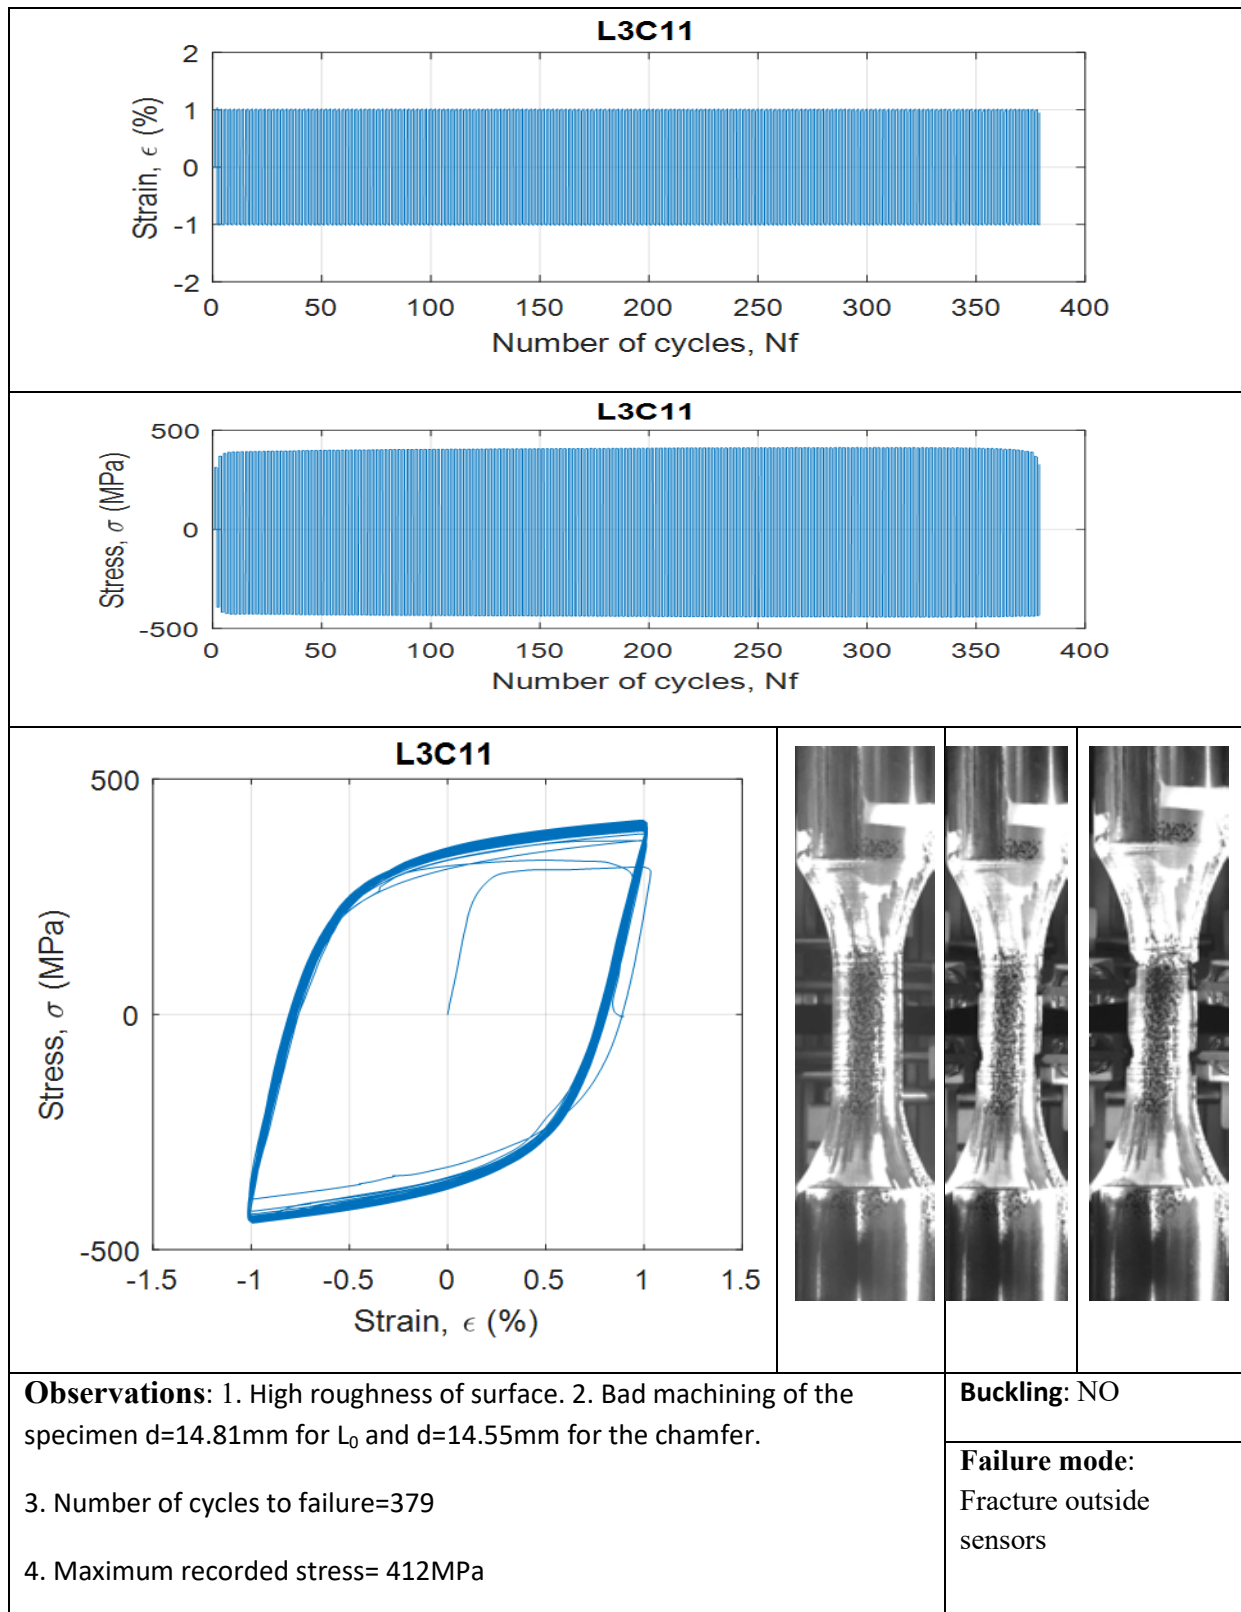 L3C11
2
1
0
-1
-2
Strain, ϵ (%)
0 50 100 150 200 250 300 350 400
Number of cycles, Nf
L3C11
500
0
-500
Stress, σ (MPa)
0 50 100 150 200 250 300 350 400
Number of cycles, Nf
L3C11
500
0
-500
Stress, σ (MPa)
-1.5 -1 -0.5 0 0.5 1 1.5
Strain, ϵ (%)
Observations: 1. High roughness of surface. 2. Bad machining of the
specimen d=14.81mm for L₀ and d=14.55mm for the chamfer.
3. Number of cycles to failure=379
4. Maximum recorded stress= 412MPa
Buckling: NO
Failure mode:
Fracture outside
sensors